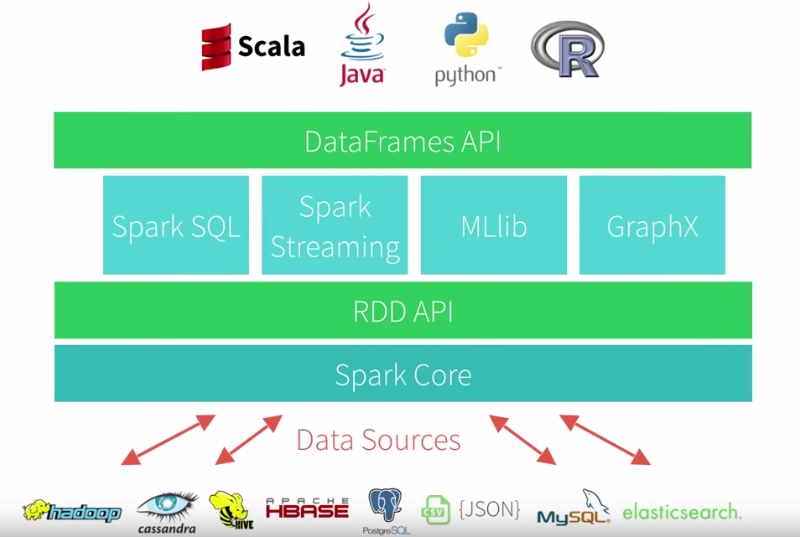 Scala
Java
python
R
DataFrames API
Spark SQL
Spark
Streaming
MLlib
GraphX
RDD API
Spark Core
Data Sources
hadoop
cassandra
HIVE
APACHE
HBASE
PostgreSQL
CSV
{JSON}
MySQL
elasticsearch.